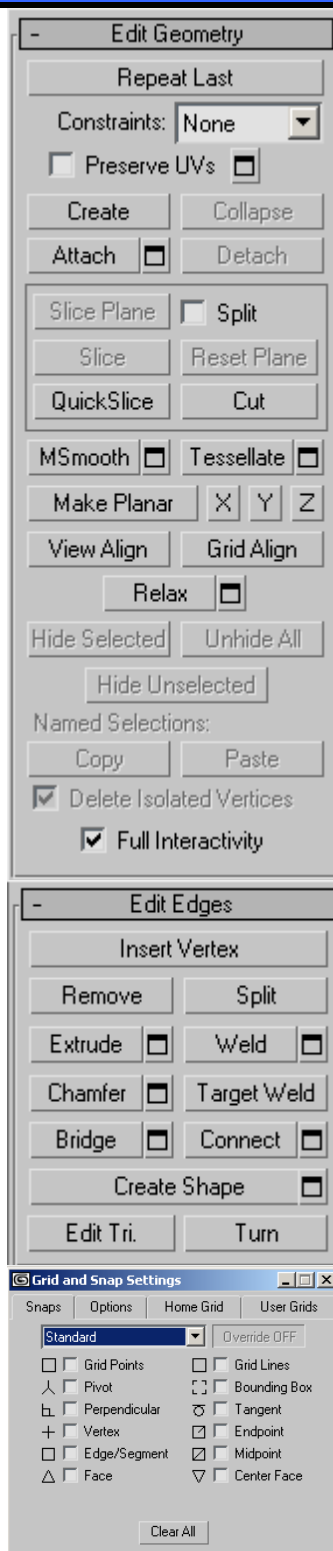 - Edit Geometry
Repeat Last
Constraints: None
Preserve UVs
Create Collapse
Attach Detach
Slice Plane Split
Slice Reset Plane
QuickSlice Cut
MSmooth Tessellate
Make Planar X Y Z
View Align Grid Align
Relax
Hide Selected Unhide All
Hide Unselected
Named Selections:
Copy Paste
Delete Isolated Vertices
Full Interactivity
- Edit Edges
Insert Vertex
Remove Split
Extrude Weld
Chamfer Target Weld
Bridge Connect
Create Shape
Edit Tri. Turn
Grid and Snap Settings
Snaps Options Home Grid User Grids
Standard Override OFF
Grid Points Grid Lines
Pivot Bounding Box
Perpendicular Tangent
Vertex Endpoint
Edge/Segment Midpoint
Face Center Face
Clear All